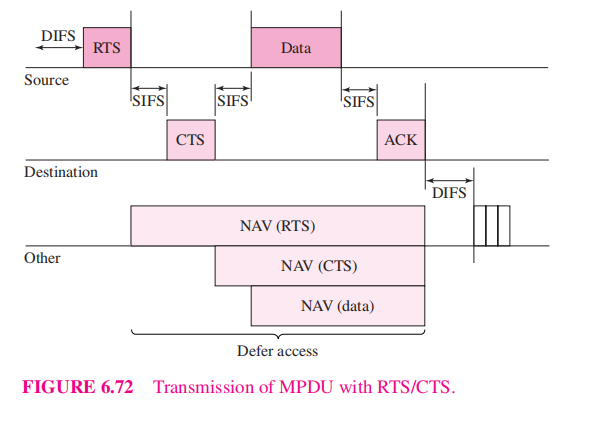 DIFS
RTS
Data
Source
SIFS
SIFS
SIFS
CTS
ACK
Destination
DIFS
NAV (RTS)
Other
NAV (CTS)
NAV (data)
Defer access
FIGURE 6.72 Transmission of MPDU with RTS/CTS.